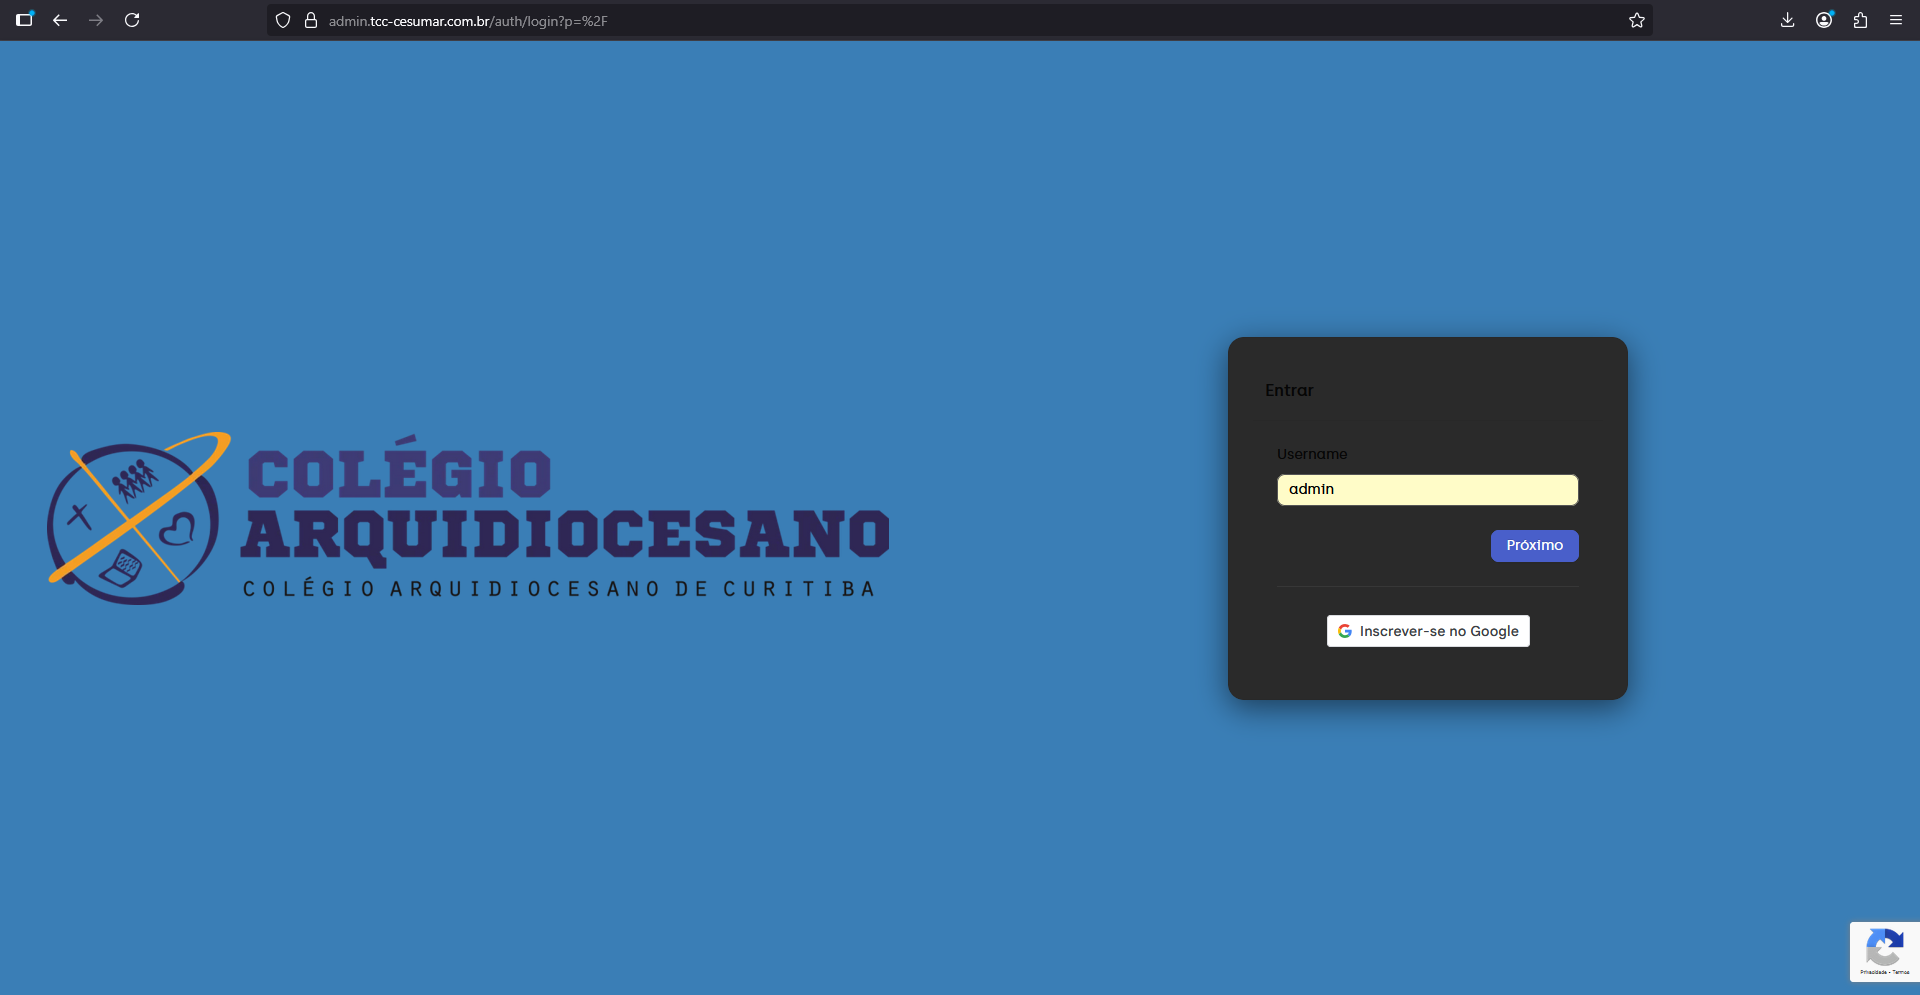 admin.tcc-cesumar.com.br/auth/login?p=%2F
COLÉGIO
ARQUIDIOCESANO
COLÉGIO ARQUIDIOCESANO DE CURITIBA
Entrar
Username
admin
Próximo
Inscrever-se no Google
Privacidade • Termos